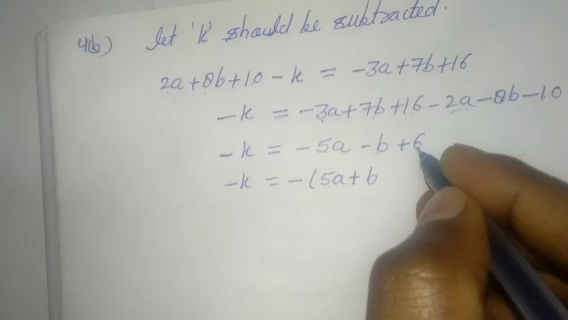 4(b) let 'k' should be subtracted.
2a+8b+10-k = -3a+7b+16
-k = -3a+7b+16-2a-8b-10
-k = -5a-b+6
-k = -(5a+b